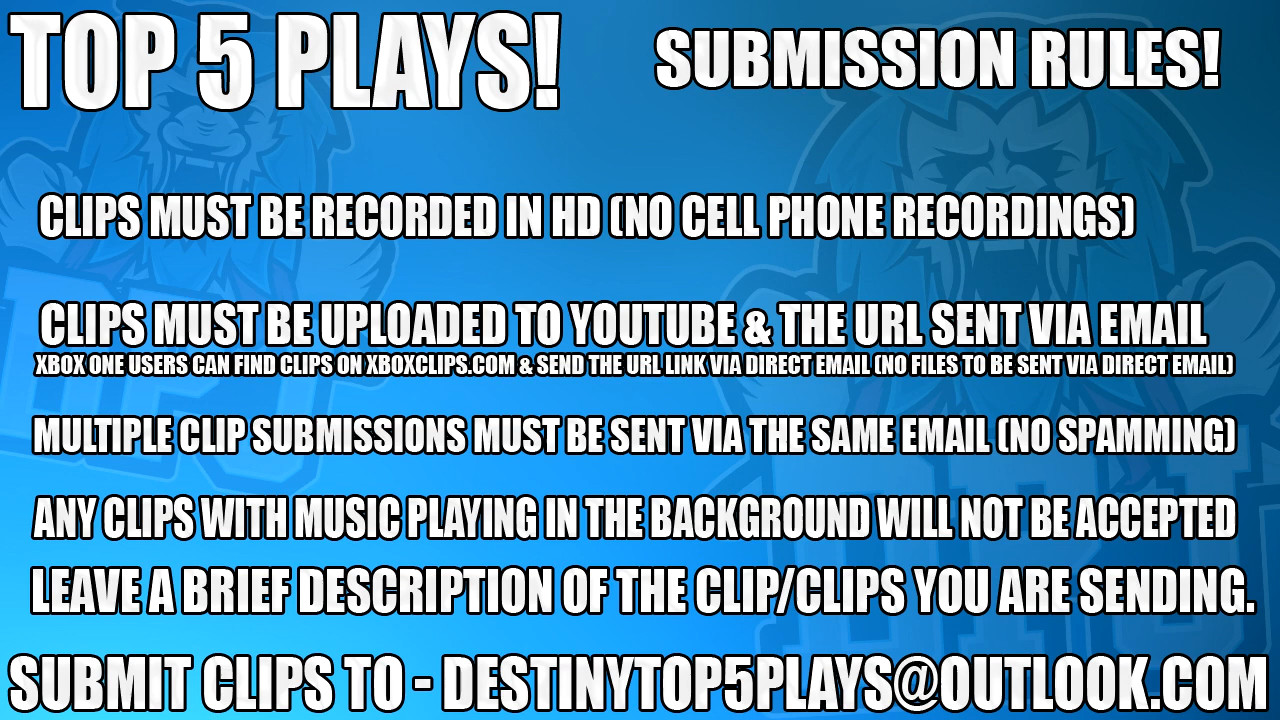 TOP 5 PLAYS!
SUBMISSION RULES!
CLIPS MUST BE RECORDED IN HD (NO CELL PHONE RECORDINGS)
CLIPS MUST BE UPLOADED TO YOUTUBE & THE URL SENT VIA EMAIL
XBOX ONE USERS CAN FIND CLIPS ON XBOXCLIPS.COM & SEND THE URL LINK VIA DIRECT EMAIL (NO FILES TO BE SENT VIA DIRECT EMAIL)
MULTIPLE CLIP SUBMISSIONS MUST BE SENT VIA THE SAME EMAIL (NO SPAMMING)
ANY CLIPS WITH MUSIC PLAYING IN THE BACKGROUND WILL NOT BE ACCEPTED
LEAVE A BRIEF DESCRIPTION OF THE CLIP/CLIPS YOU ARE SENDING.
SUBMIT CLIPS TO - DESTINYTOP5PLAYS@OUTLOOK.COM